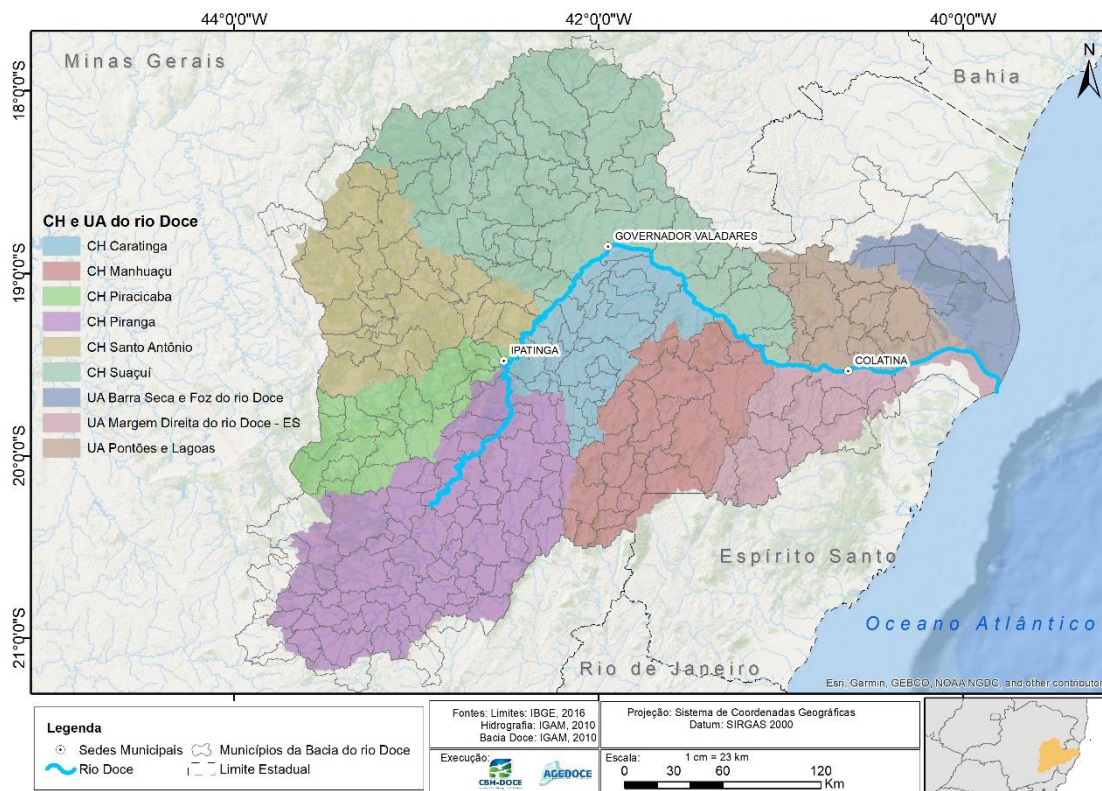 44°0'0"W 42°0'0"W 40°0'0"W
18°0'0"S
19°0'0"S
20°0'0"S
21°0'0"S
Minas Gerais
Bahia
N
CH e UA do rio Doce
CH Caratinga
CH Manhuaçu
CH Piracicaba
CH Piranga
CH Santo Antônio
CH Suaçuí
UA Barra Seca e Foz do rio Doce
UA Margem Direita do rio Doce - ES
UA Pontões e Lagoas
GOVERNADOR VALADARES
IPATINGA
COLATINA
Espírito Santo
Oceano Atlântico
Rio de Janeiro
Esri, Garmin, GEBCO, NOAA NGDC, and other contributor
Legenda
Sedes Municipais
Municípios da Bacia do rio Doce
Rio Doce
Limite Estadual
Fontes: Limites: IBGE, 2016
Hidrografia: IGAM, 2010
Bacia Doce: IGAM, 2010
Execução:
CBH-DOCE
AGEDOCE
Projeção: Sistema de Coordenadas Geográficas
Datum: SIRGAS 2000
Escala: 1 cm = 23 km
0 30 60 120
Km